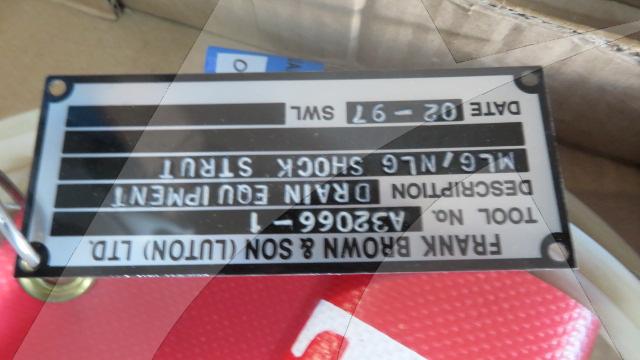 FRANK BROWN & SON (LUTON) LTD.
TOOL No. A32066-1
DESCRIPTION DRAIN EQUIPMENT
MLG/NLG SHOCK STRUT
DATE 02-97 SWL